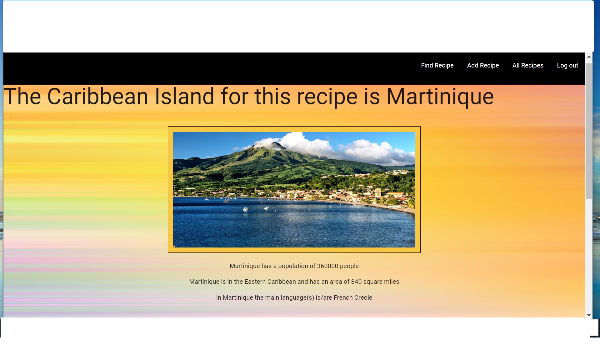 Find Recipe Add Recipe All Recipes Log out
The Caribbean Island for this recipe is Martinique
Martinique has a population of 360000 people
Martinique is in the Eastern Caribbean and has an area of 840 square miles
In Martinique the main language(s) is/are French Creole